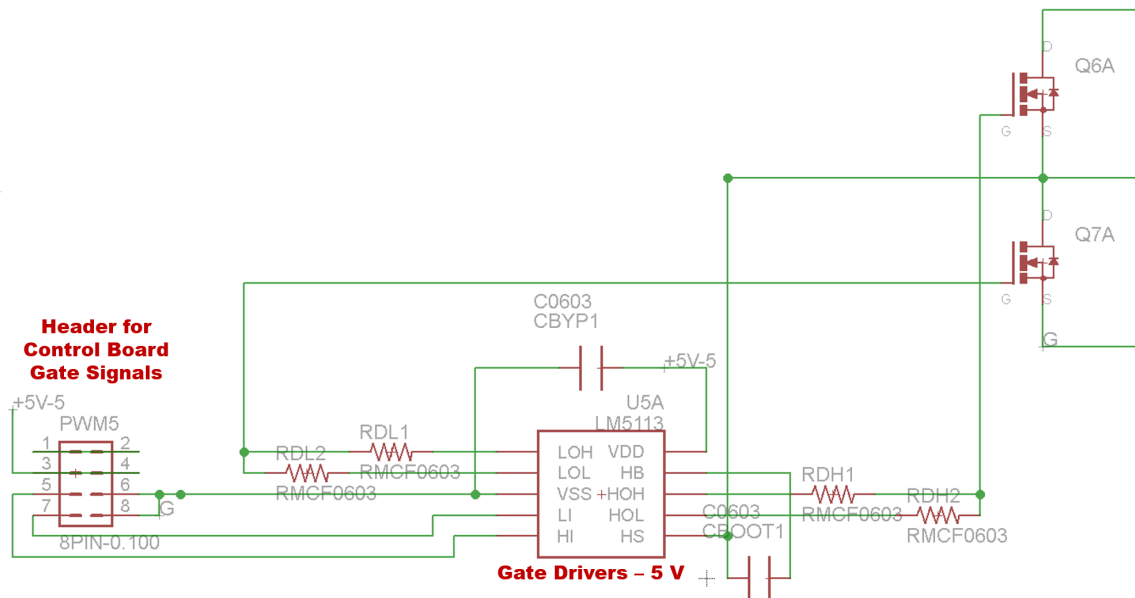 D
Q6A
G
S
D
Q7A
G
S
G
C0603
CBYP1
+5V-5
Header for
Control Board
Gate Signals
+5V-5
PWM5
1
2
3
4
5
6
7
8
G
8PIN-0.100
RDL1
RMCF0603
RDL2
RMCF0603
U5A
LM5113
LOH
VDD
LOL
HB
VSS
HOH
LI
HOL
HI
HS
RDH1
RMCF0603
RDH2
RMCF0603
C0603
CBOOT1
Gate Drivers – 5 V